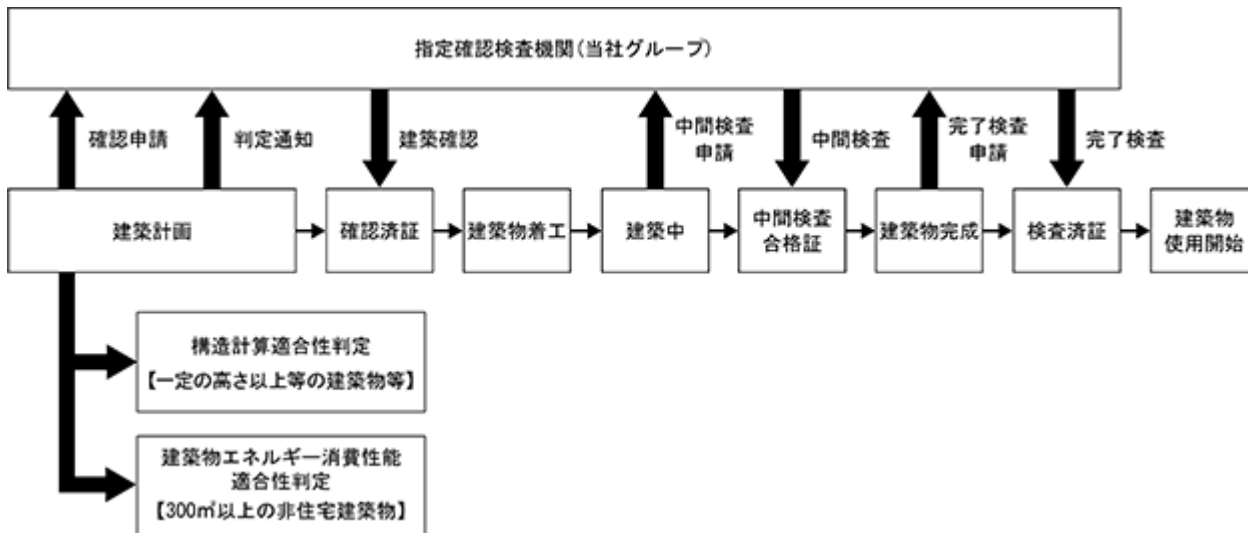 指定確認検査機関(当社グループ)
確認申請
判定通知
建築確認
中間検査
申請
中間検査
完了検査
申請
完了検査
建築計画
確認済証
建築物着工
建築中
中間検査
合格証
建築物完成
検査済証
建築物
使用開始
構造計算適合性判定
【一定の高さ以上等の建築物等】
建築物エネルギー消費性能
適合性判定
【300㎡以上の非住宅建築物】